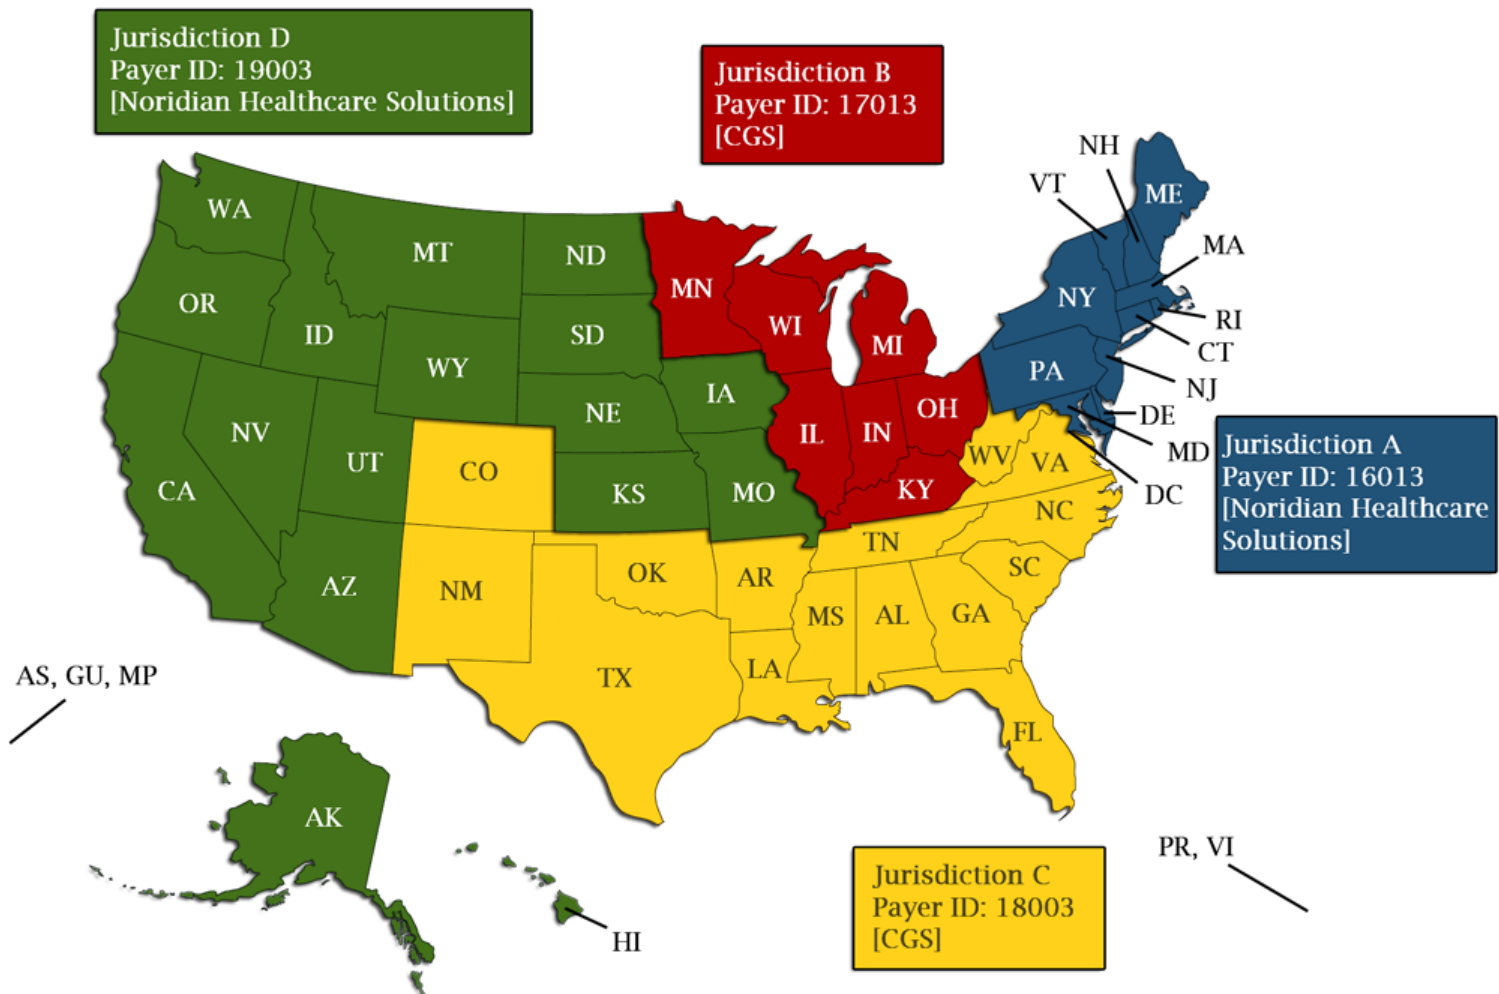 Jurisdiction D
Payer ID: 19003
[Noridian Healthcare Solutions]
Jurisdiction B
Payer ID: 17013
[CGS]
NH
VT
ME
WA
MT
ND
MN
MA
OR
ID
SD
WI
MI
NY
RI
CT
WY
IA
PA
NJ
NV
NE
IL
IN
OH
DE
MD
CA
UT
CO
KS
MO
KY
WV
VA
DC
Jurisdiction A
Payer ID: 16013
[Noridian Healthcare
Solutions]
AZ
NM
OK
AR
TN
NC
SC
MS
AL
GA
TX
LA
FL
AS, GU, MP
AK
HI
PR, VI
Jurisdiction C
Payer ID: 18003
[CGS]